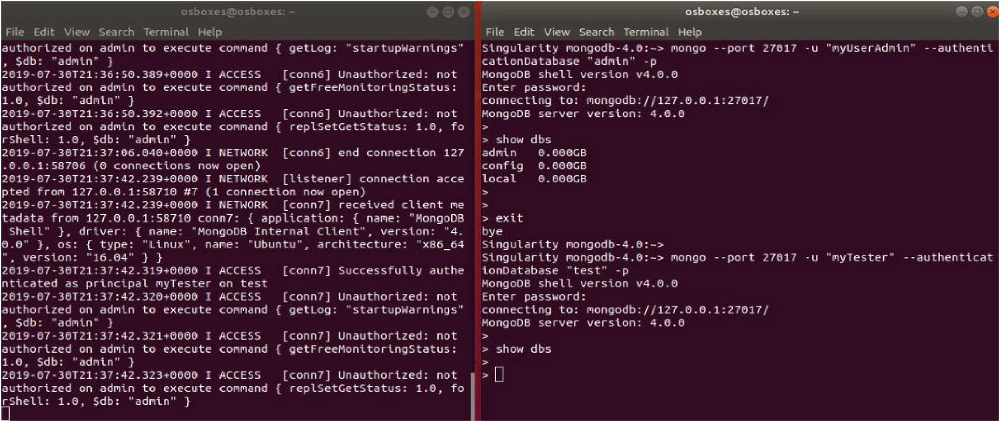 osboxes@osboxes: ~
File Edit View Search Terminal Help
authorized on admin to execute command { getLog: "startupWarnings"
, $db: "admin" }
2019-07-30T21:36:50.389+0000 I ACCESS   [conn6] Unauthorized: not
authorized on admin to execute command { getFreeMonitoringStatus:
1.0, $db: "admin" }
2019-07-30T21:36:50.392+0000 I ACCESS   [conn6] Unauthorized: not
authorized on admin to execute command { replSetGetStatus: 1.0, fo
rShell: 1.0, $db: "admin" }
2019-07-30T21:37:06.040+0000 I NETWORK  [conn6] end connection 127
.0.0.1:58706 (0 connections now open)
2019-07-30T21:37:42.239+0000 I NETWORK  [listener] connection acce
pted from 127.0.0.1:58710 #7 (1 connection now open)
2019-07-30T21:37:42.239+0000 I NETWORK  [conn7] received client me
tadata from 127.0.0.1:58710 conn7: { application: { name: "MongoDB
 Shell" }, driver: { name: "MongoDB Internal Client", version: "4.
0.0" }, os: { type: "Linux", name: "Ubuntu", architecture: "x86_64
", version: "16.04" } }
2019-07-30T21:37:42.319+0000 I ACCESS   [conn7] Successfully authe
nticated as principal myTester on test
2019-07-30T21:37:42.320+0000 I ACCESS   [conn7] Unauthorized: not
authorized on admin to execute command { getLog: "startupWarnings"
, $db: "admin" }
2019-07-30T21:37:42.321+0000 I ACCESS   [conn7] Unauthorized: not
authorized on admin to execute command { getFreeMonitoringStatus:
1.0, $db: "admin" }
2019-07-30T21:37:42.323+0000 I ACCESS   [conn7] Unauthorized: not
authorized on admin to execute command { replSetGetStatus: 1.0, fo
rShell: 1.0, $db: "admin" }
osboxes@osboxes: ~
File Edit View Search Terminal Help
Singularity mongodb-4.0:~> mongo --port 27017 -u "myUserAdmin" --authenti
cationDatabase "admin" -p
MongoDB shell version v4.0.0
Enter password:
connecting to: mongodb://127.0.0.1:27017/
MongoDB server version: 4.0.0
>
> show dbs
admin   0.000GB
config  0.000GB
local   0.000GB
>
>
> exit
bye
Singularity mongodb-4.0:~>
Singularity mongodb-4.0:~> mongo --port 27017 -u "myTester" --authenticat
ionDatabase "test" -p
MongoDB shell version v4.0.0
Enter password:
connecting to: mongodb://127.0.0.1:27017/
MongoDB server version: 4.0.0
>
> show dbs
>
>